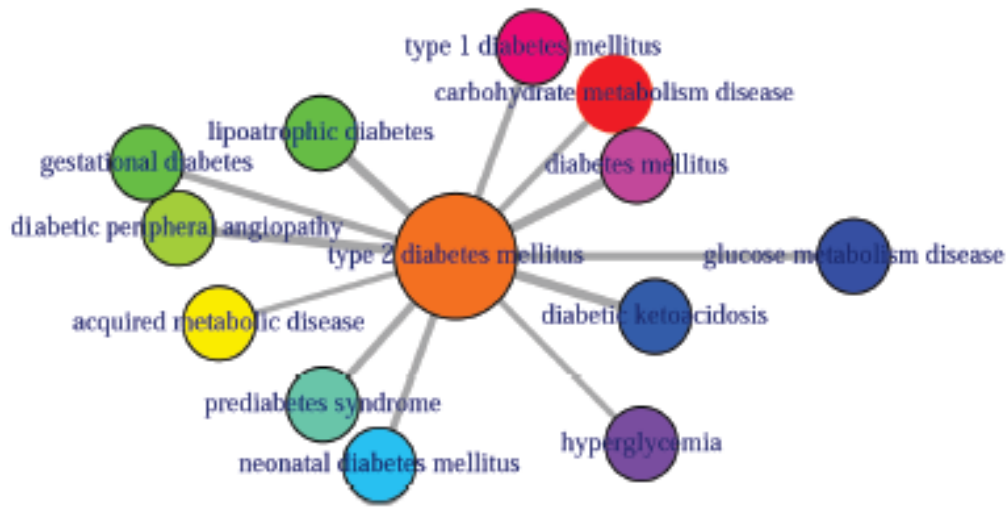 type 1 diabetes mellitus
carbohydrate metabolism disease
lipoatrophic diabetes
gestational diabetes
diabetes mellitus
diabetic peripheral angiopathy
type 2 diabetes mellitus
glucose metabolism disease
diabetic ketoacidosis
acquired metabolic disease
prediabetes syndrome
hyperglycemia
neonatal diabetes mellitus